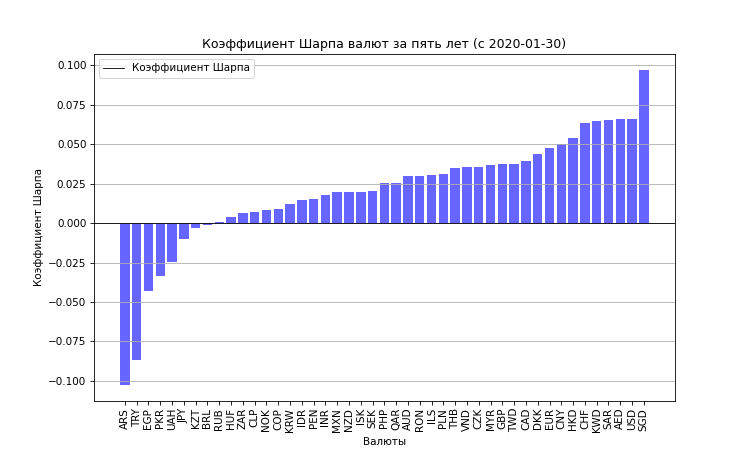 Коэффициент Шарпа валют за пять лет (с 2020-01-30)
Коэффициент Шарпа
0.100
0.075
0.050
0.025
0.000
−0.025
−0.050
−0.075
−0.100
Коэффициент Шарпа
ARS TRY EGP PKR UAH JPY KZT BRL RUB HUF ZAR CLP NOK COP KRW IDR PEN INR MXN NZD ISK SEK PHP QAR AUD RON ILS PLN THB VND CZK MYR GBP TWD CAD DKK EUR CNY HKD CHF KWD SAR AED USD SGD
Валюты